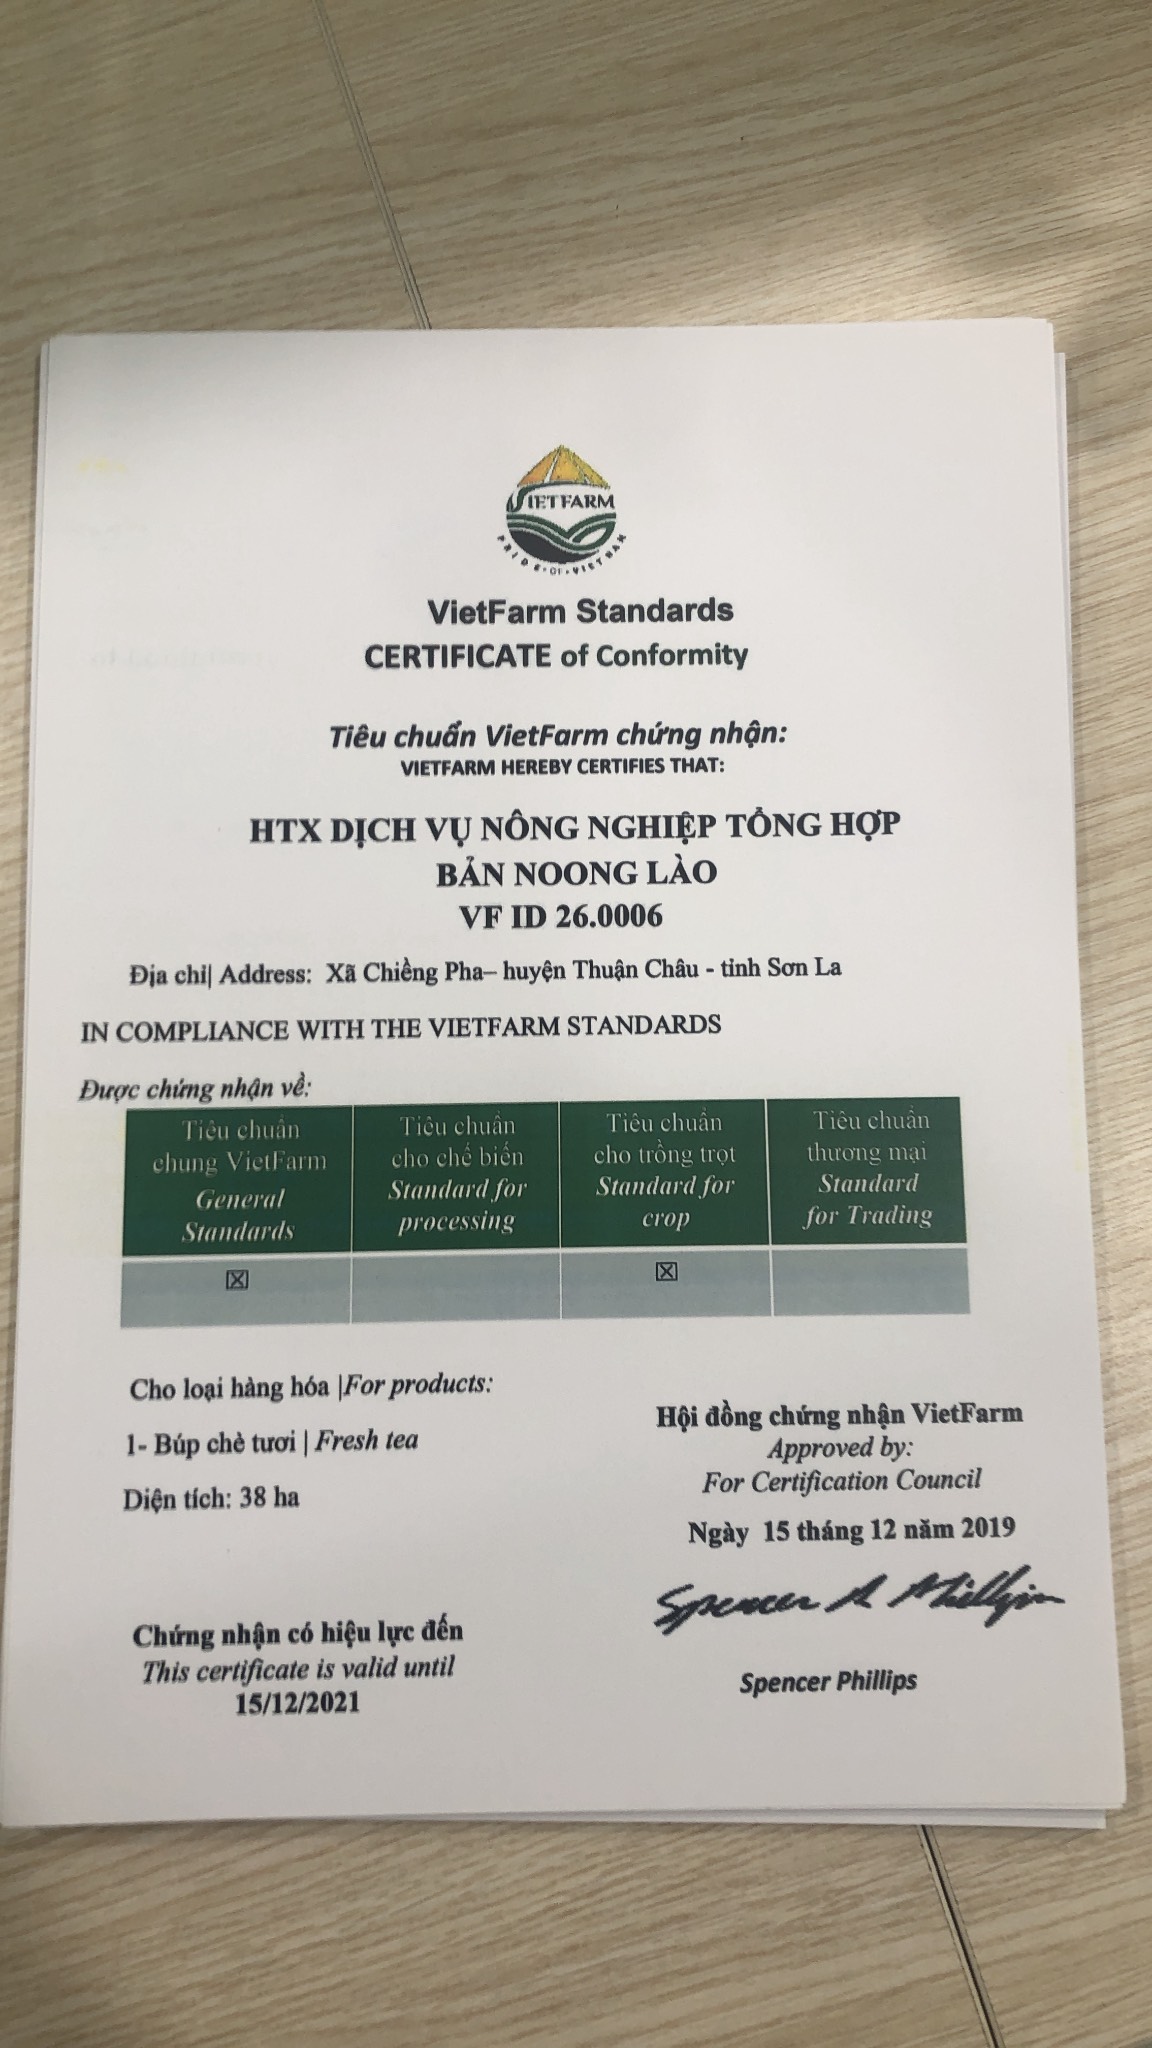 VIETFARM
PRIDE • OF • VIETNAM
VietFarm Standards
CERTIFICATE of Conformity
Tiêu chuẩn VietFarm chứng nhận:
VIETFARM HEREBY CERTIFIES THAT:
HTX DỊCH VỤ NÔNG NGHIỆP TỔNG HỢP
BẢN NOONG LÀO
VF ID 26.0006
Địa chỉ| Address: Xã Chiềng Pha– huyện Thuận Châu - tỉnh Sơn La
IN COMPLIANCE WITH THE VIETFARM STANDARDS
Được chứng nhận về:
Tiêu chuẩn
chung VietFarm
General
Standards
Tiêu chuẩn
cho chế biến
Standard for
processing
Tiêu chuẩn
cho trồng trọt
Standard for
crop
Tiêu chuẩn
thương mại
Standard
for Trading
☒ ☒
Cho loại hàng hóa |For products:
1- Búp chè tươi | Fresh tea
Diện tích: 38 ha
Hội đồng chứng nhận VietFarm
Approved by:
For Certification Council
Ngày 15 tháng 12 năm 2019
Spencer A Phillips
Spencer Phillips
Chứng nhận có hiệu lực đến
This certificate is valid until
15/12/2021